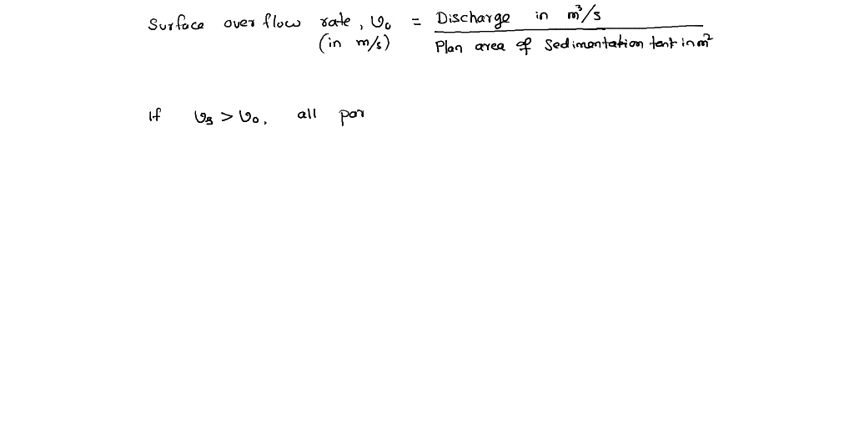 Surface over flow rate, v₀ = Discharge in m³/s
(in m/s) Plan area of Sedimentation tank in m²
If vₛ > v₀, all par